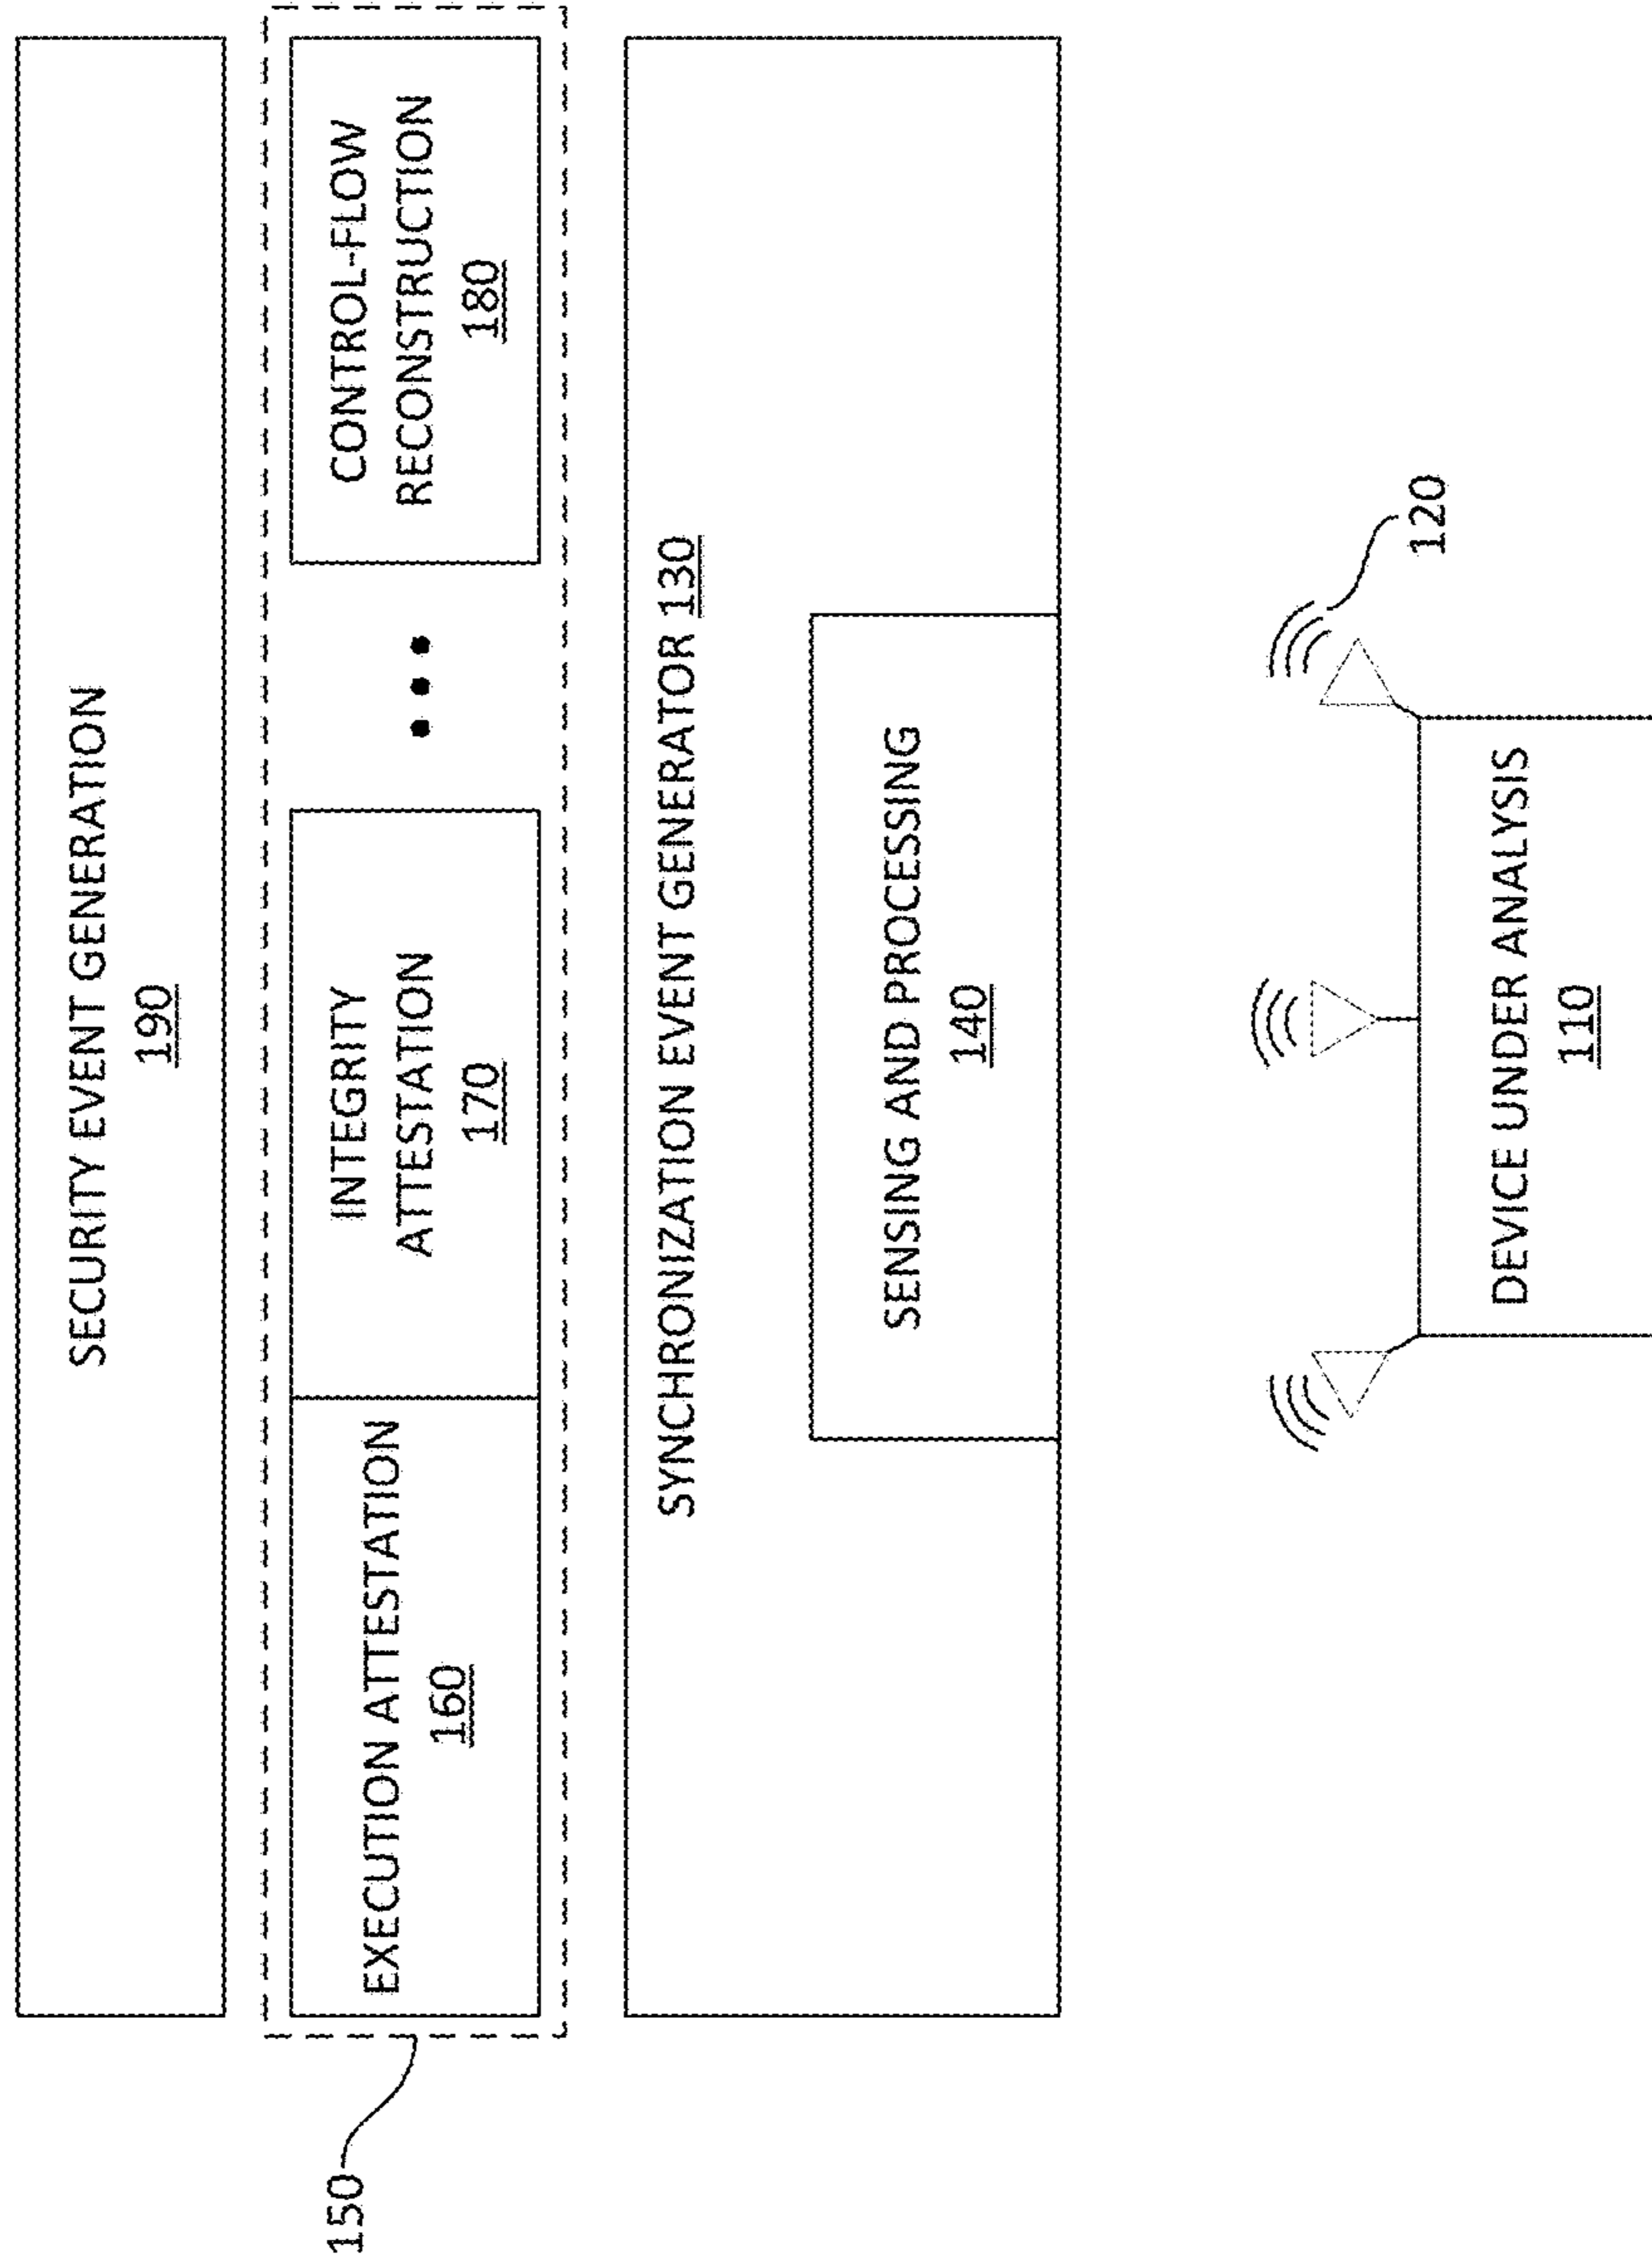 SECURITY EVENT GENERATION
190
150
EXECUTION ATTESTATION
160
INTEGRITY
ATTESTATION
170
CONTROL-FLOW
RECONSTRUCTION
180
SYNCHRONIZATION EVENT GENERATOR 130
SENSING AND PROCESSING
140
120
DEVICE UNDER ANALYSIS
110